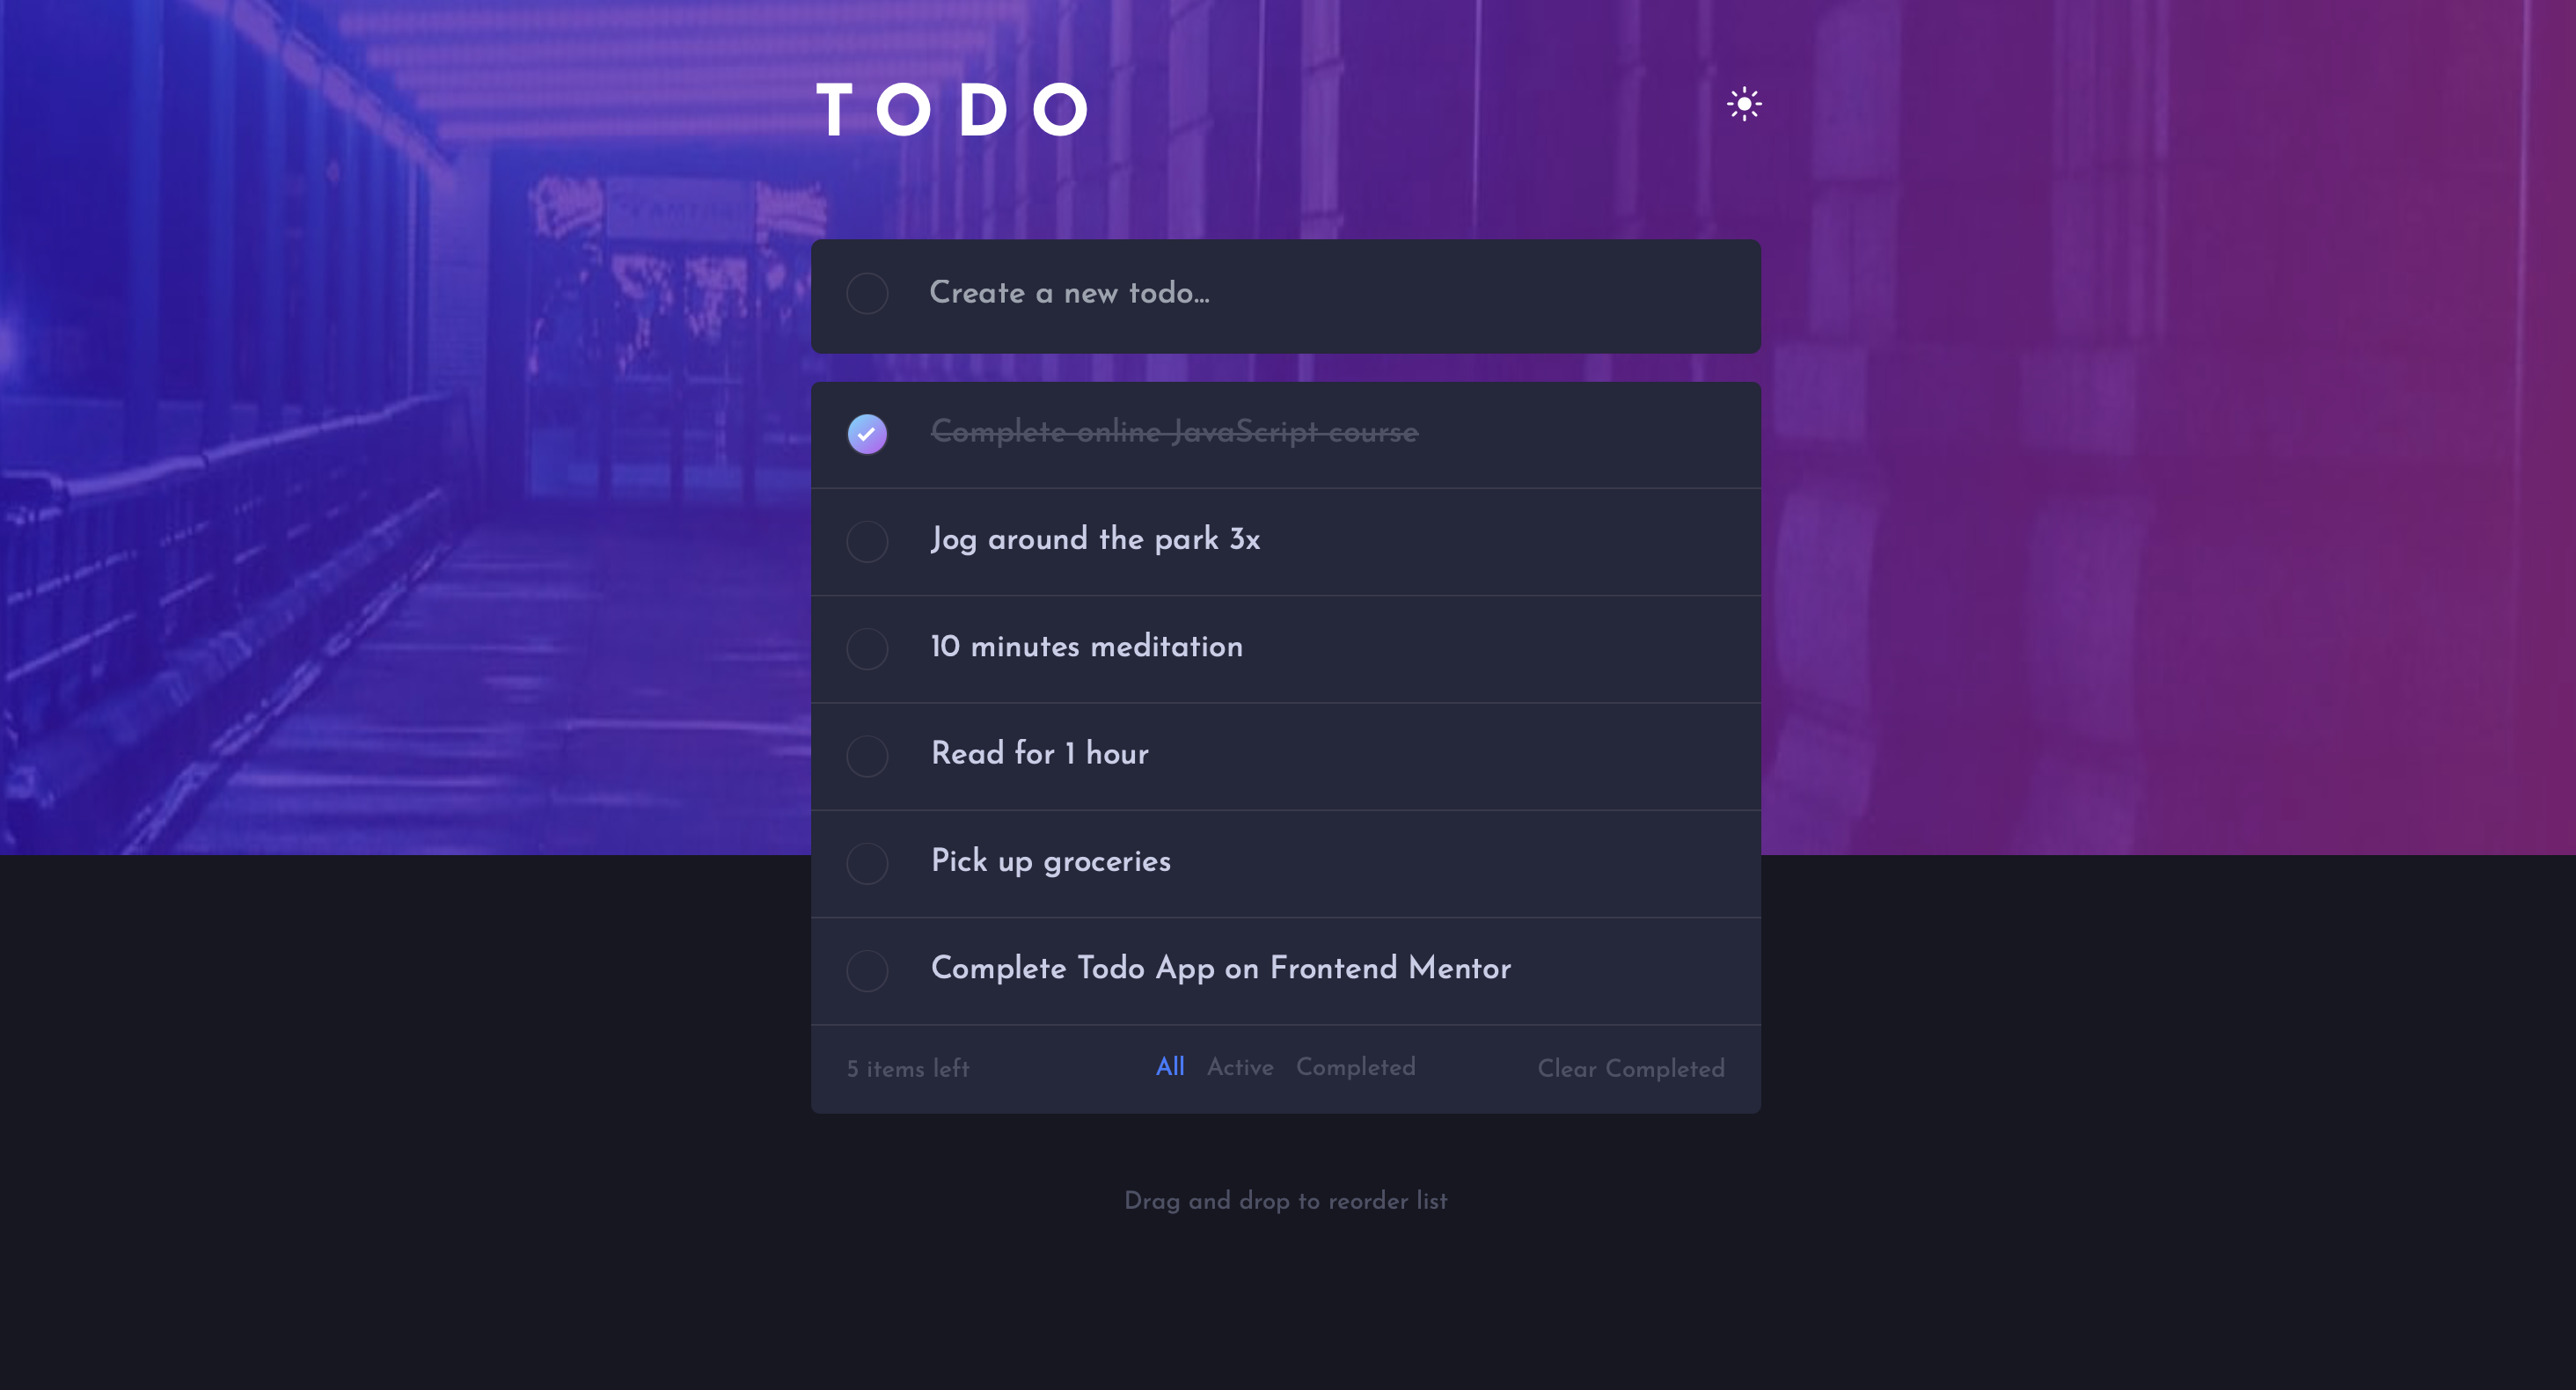 TODO
Create a new todo...
Complete online JavaScript course
Jog around the park 3x
10 minutes meditation
Read for 1 hour
Pick up groceries
Complete Todo App on Frontend Mentor
5 items left All Active Completed Clear Completed
Drag and drop to reorder list